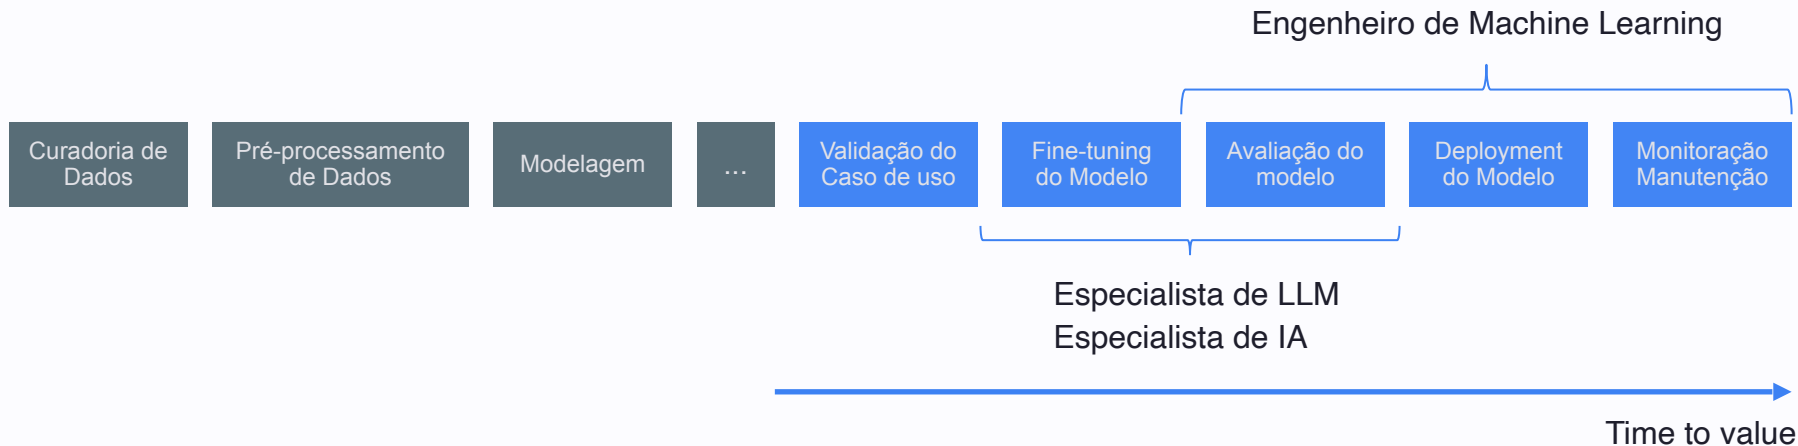 Engenheiro de Machine Learning
Curadoria de
Dados
Pré-processamento
de Dados
Modelagem
...
Validação do
Caso de uso
Fine-tuning
do Modelo
Avaliação do
modelo
Deployment
do Modelo
Monitoração
Manutenção
Especialista de LLM
Especialista de IA
Time to value